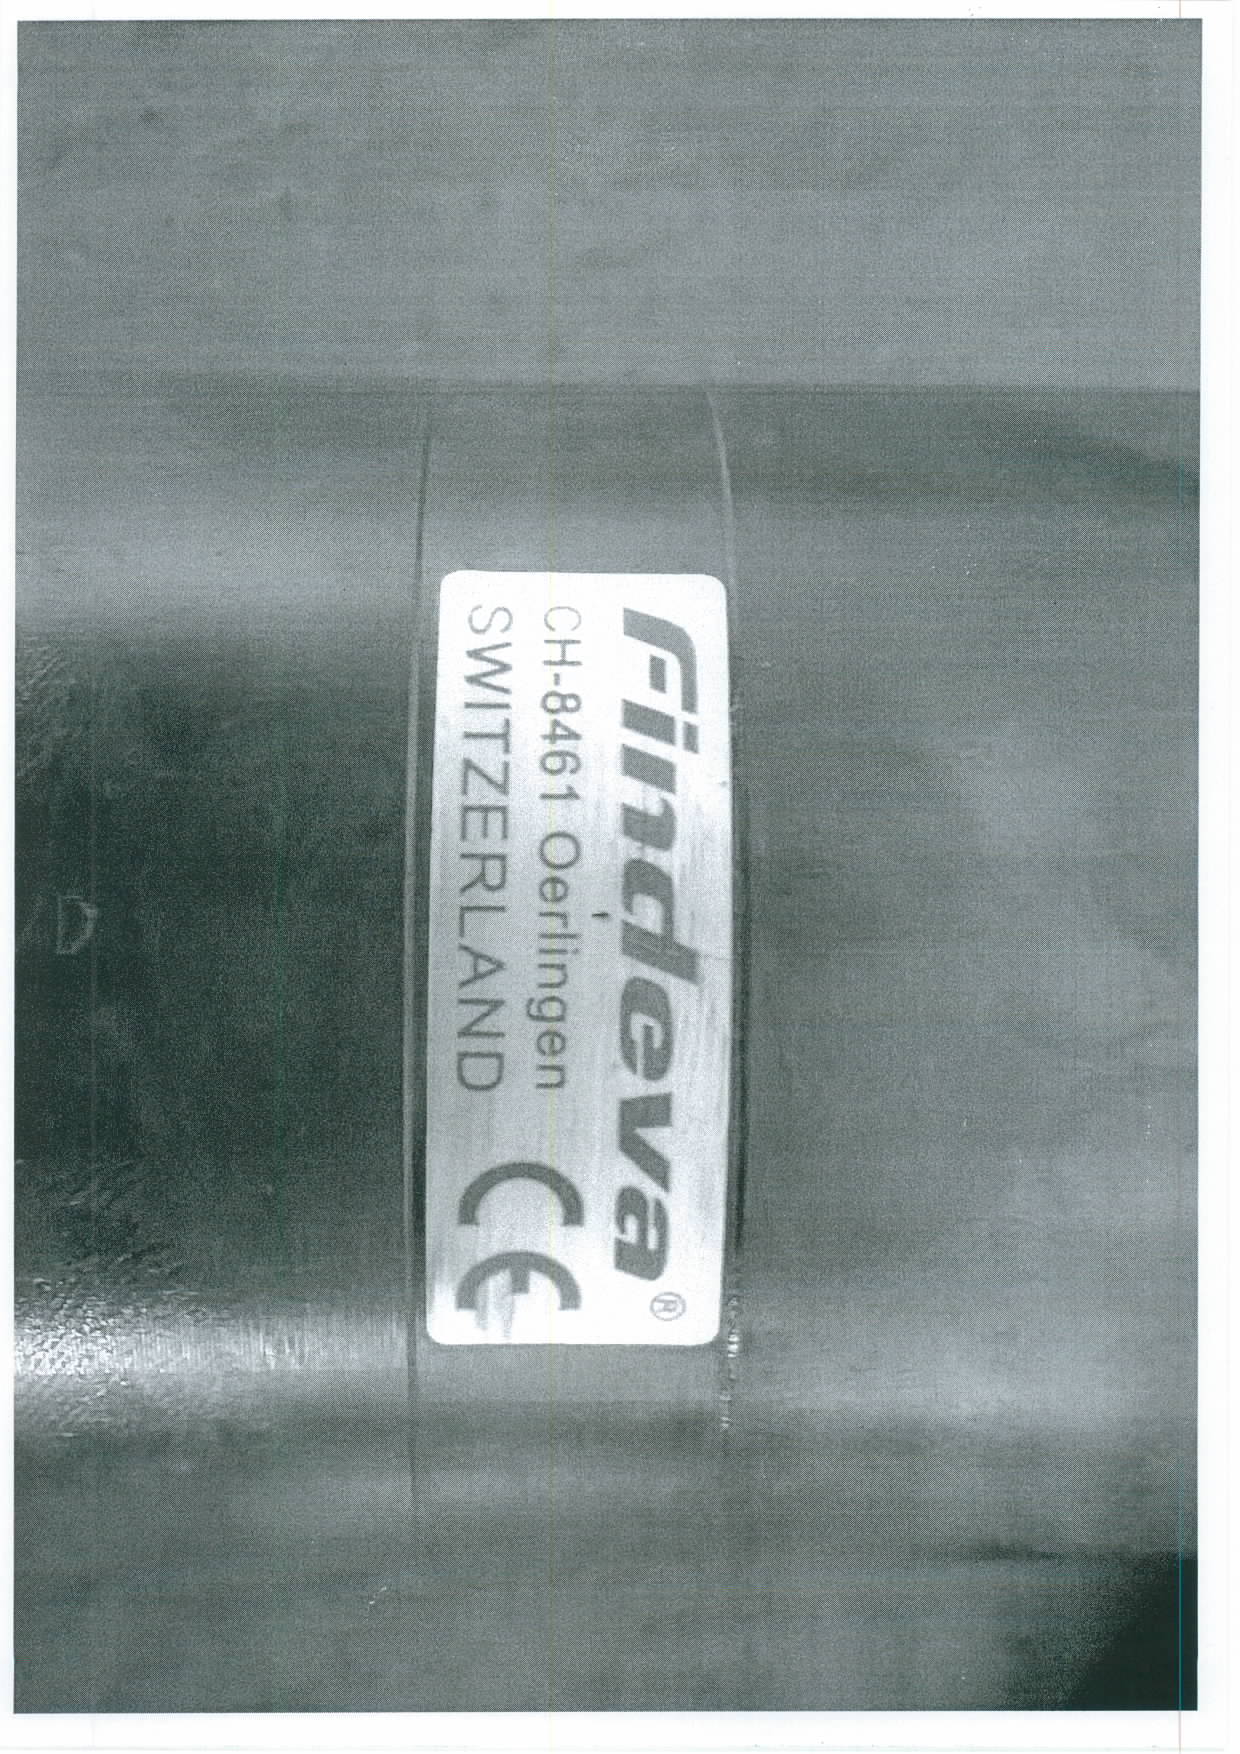 Findeva®
CH-8461 Oerlingen
SWITZERLAND
CE
D